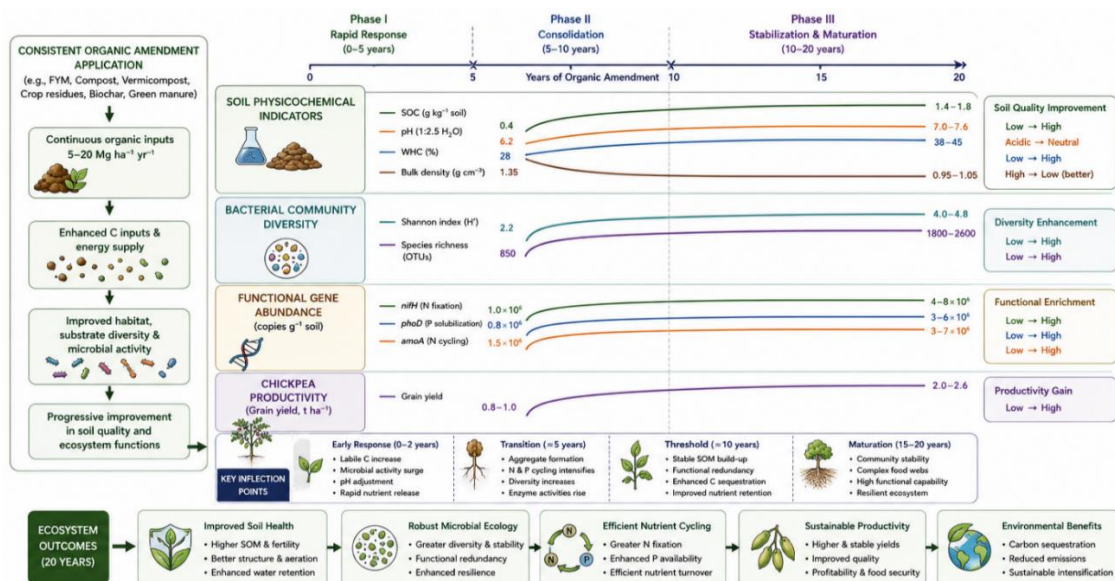 Phase I
Rapid Response
(0–5 years)
Phase II
Consolidation
(5–10 years)
Phase III
Stabilization & Maturation
(10–20 years)
0
5
Years of Organic Amendment
10
15
20
CONSISTENT ORGANIC AMENDMENT
APPLICATION
(e.g., FYM, Compost, Vermicompost,
Crop residues, Biochar, Green manure)
Continuous organic inputs
5–20 Mg ha⁻¹ yr⁻¹
Enhanced C inputs &
energy supply
Improved habitat,
substrate diversity &
microbial activity
Progressive improvement
in soil quality and
ecosystem functions
SOIL PHYSICOCHEMICAL
INDICATORS
SOC (g kg⁻¹ soil)
pH (1:2.5 H₂O)
WHC (%)
Bulk density (g cm⁻³)
0.4
6.2
28
1.35
1.4–1.8
7.0–7.6
38–45
0.95–1.05
Soil Quality Improvement
Low → High
Acidic → Neutral
Low → High
High → Low (better)
BACTERIAL COMMUNITY
DIVERSITY
Shannon index (H')
Species richness
(OTUs)
2.2
850
4.0–4.8
1800–2600
Diversity Enhancement
Low → High
Low → High
FUNCTIONAL GENE
ABUNDANCE
(copies g⁻¹ soil)
nifH (N fixation)
phoD (P solubilization)
amoA (N cycling)
1.0×10⁶
0.8×10⁶
1.5×10⁶
4–8×10⁶
3–6×10⁶
3–7×10⁶
Functional Enrichment
Low → High
Low → High
Low → High
CHICKPEA
PRODUCTIVITY
(Grain yield, t ha⁻¹)
Grain yield
0.8–1.0
2.0–2.6
Productivity Gain
Low → High
KEY INFLECTION
POINTS
Early Response (0–2 years)
• Labile C increase
• Microbial activity surge
• pH adjustment
• Rapid nutrient release
Transition (≈5 years)
• Aggregate formation
• N & P cycling intensifies
• Diversity increases
• Enzyme activities rise
Threshold (≈10 years)
• Stable SOM build-up
• Functional redundancy
• Enhanced C sequestration
• Improved nutrient retention
Maturation (15–20 years)
• Community stability
• Complex food webs
• High functional capability
• Resilient ecosystem
ECOSYSTEM
OUTCOMES
(20 YEARS)
Improved Soil Health
• Higher SOM & fertility
• Better structure & aeration
• Enhanced water retention
Robust Microbial Ecology
• Greater diversity & stability
• Functional redundancy
• Enhanced resilience
N
N
P
Efficient Nutrient Cycling
• Greater N fixation
• Enhanced P availability
• Efficient nutrient turnover
Sustainable Productivity
• Higher & stable yields
• Improved quality
• Profitability & food security
Environmental Benefits
• Carbon sequestration
• Reduced emissions
• Sustainable intensification